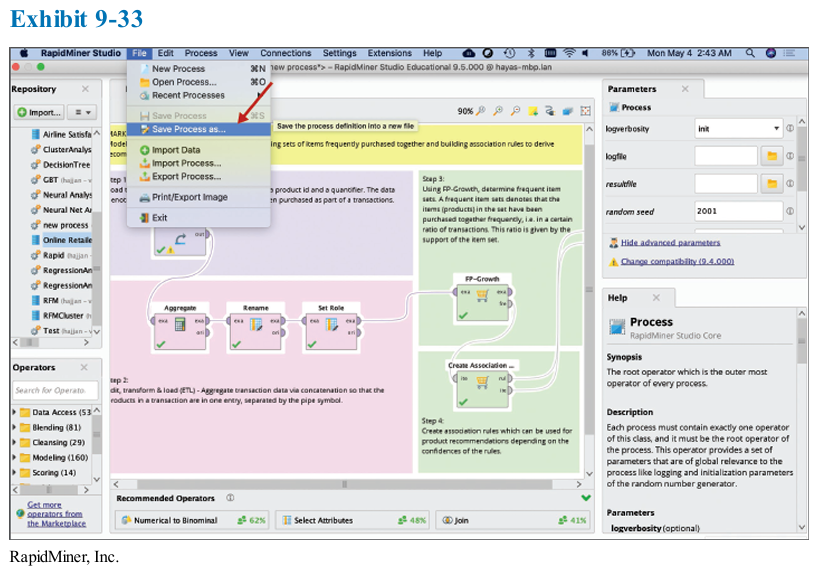 Exhibit 9-33
RapidMiner Studio File Edit Process View Connections Settings Extensions Help 86% Mon May 4 2:43 AM
new process*> – RapidMiner Studio Educational 9.5.000 @ hayas-mbp.lan
New Process ⌘N
Open Process... ⌘O
Recent Processes
Save Process ⌘S
Save Process as...
Import Data
Import Process...
Export Process...
Print/Export Image
Exit
Save the process definition into a new file
Repository
Import...
Airline Satisfa
ClusterAnalys
DecisionTree
GBT (hajjan – v
Neural Analys
Neural Net An
new process
Online Retaile
Rapid (hajjan – v
RegressionAn
RegressionAn
RFM (hajjan – v
RFMCluster
Test (hajjan – v
Operators
Search for Operato
Data Access (53
Blending (81)
Cleansing (29)
Modeling (160)
Scoring (14)
Get more
operators from
the Marketplace
90%
MARK
Model
ing sets of items frequently purchased together and building association rules to derive
ecom
tep 1
oad t
a product id and a quantifier. The data
enot
en purchased as part of a transactions.
out
Aggregate
exa exa
ori
Rename
exa exa
ori
Set Role
exa exa
ori
tep 2:
dit, transform & load (ETL) – Aggregate transaction data via concatenation so that the
roducts in a transaction are in one entry, separated by the pipe symbol.
Step 3:
Using FP-Growth, determine frequent item
sets. A frequent item sets denotes that the
items (products) in the set have been
purchased together frequently, i.e. in a certain
ratio of transactions. This ratio is given by the
support of the item set.
FP-Growth
exa exa
fre
Create Association ...
ite rul
ite
Step 4:
Create association rules which can be used for
product recommendations depending on the
confidences of the rules.
Recommended Operators
Numerical to Binominal 62%
Select Attributes 48%
Join 41%
Parameters
Process
logverbosity init
logfile
resultfile
random seed 2001
Hide advanced parameters
Change compatibility (9.4.000)
Help
Process
RapidMiner Studio Core
Synopsis
The root operator which is the outer most
operator of every process.
Description
Each process must contain exactly one operator
of this class, and it must be the root operator of
the process. This operator provides a set of
parameters that are of global relevance to the
process like logging and initialization parameters
of the random number generator.
Parameters
logverbosity (optional)
RapidMiner, Inc.